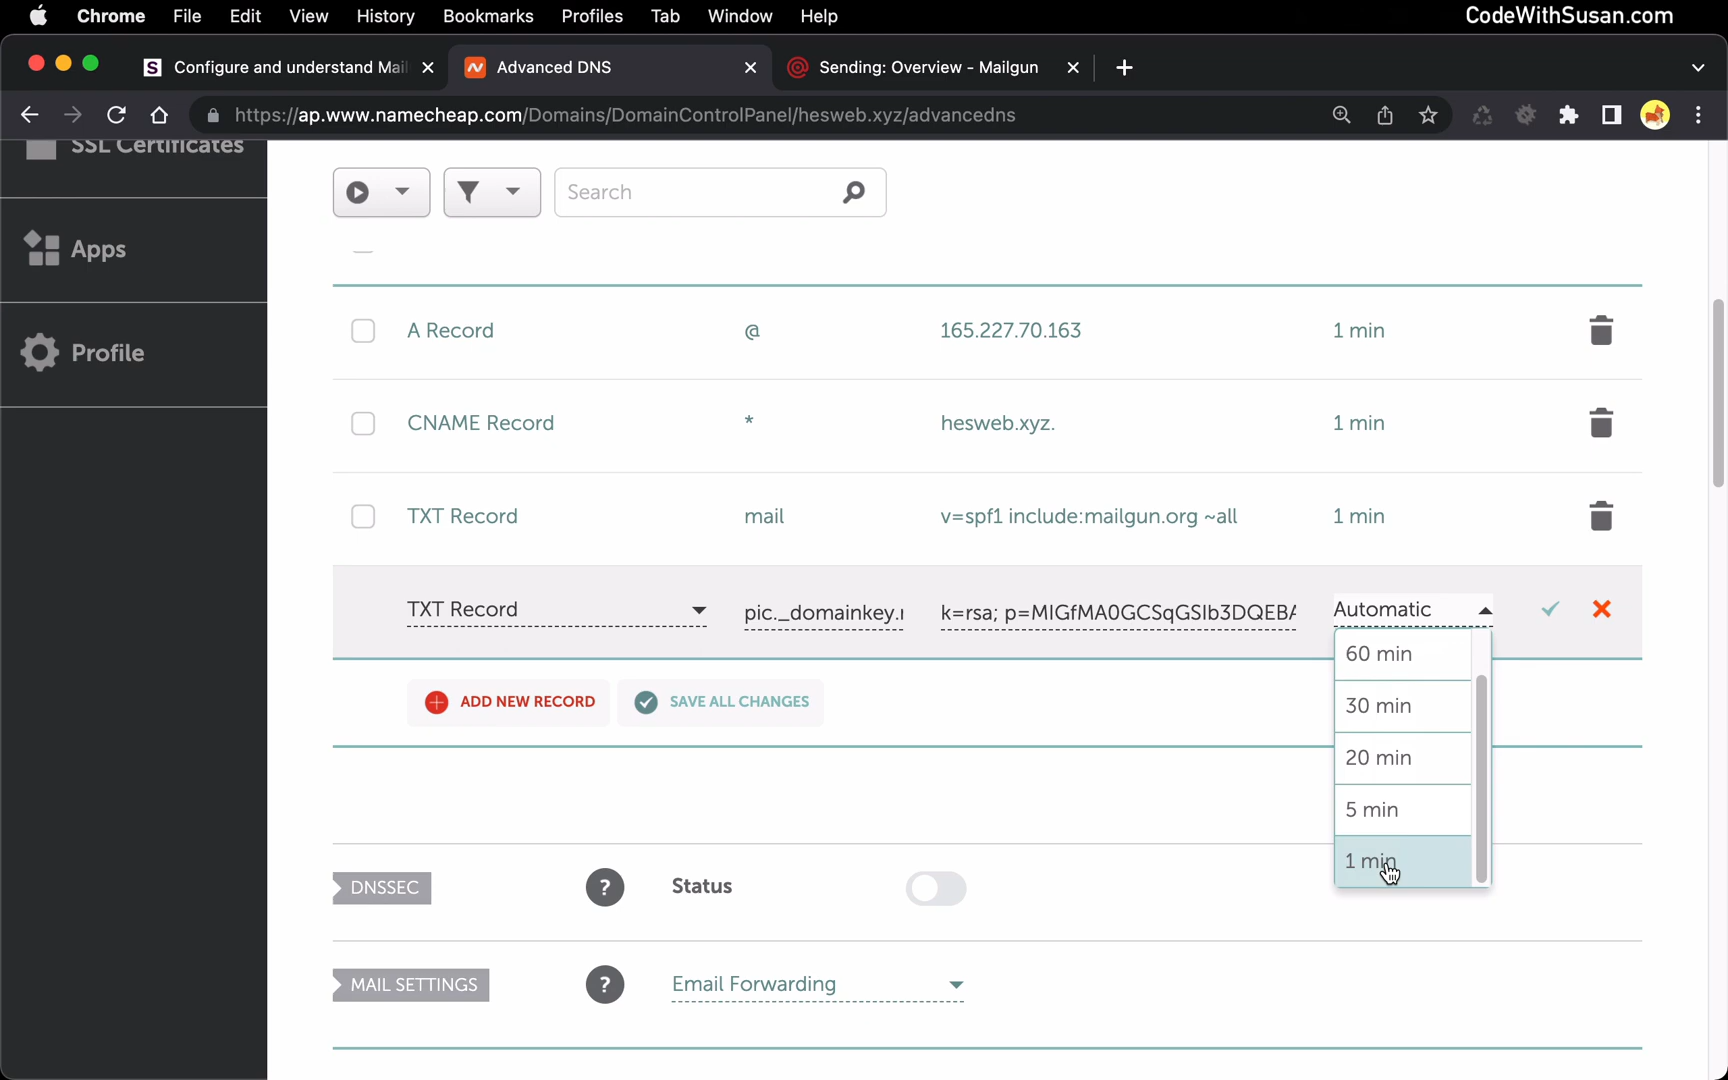 Chrome File Edit View History Bookmarks Profiles Tab Window Help CodeWithSusan.com
S Configure and understand Mail Advanced DNS Sending: Overview - Mailgun
https://ap.www.namecheap.com/Domains/DomainControlPanel/hesweb.xyz/advancedns
SSL Certificates
Search
Apps
Profile
A Record @ 165.227.70.163 1 min
CNAME Record * hesweb.xyz. 1 min
TXT Record mail v=spf1 include:mailgun.org ~all 1 min
TXT Record pic._domainkey. k=rsa; p=MIGfMA0GCSqGSIb3DQEBA Automatic
60 min
30 min
20 min
5 min
1 min
ADD NEW RECORD SAVE ALL CHANGES
DNSSEC ? Status
MAIL SETTINGS ? Email Forwarding